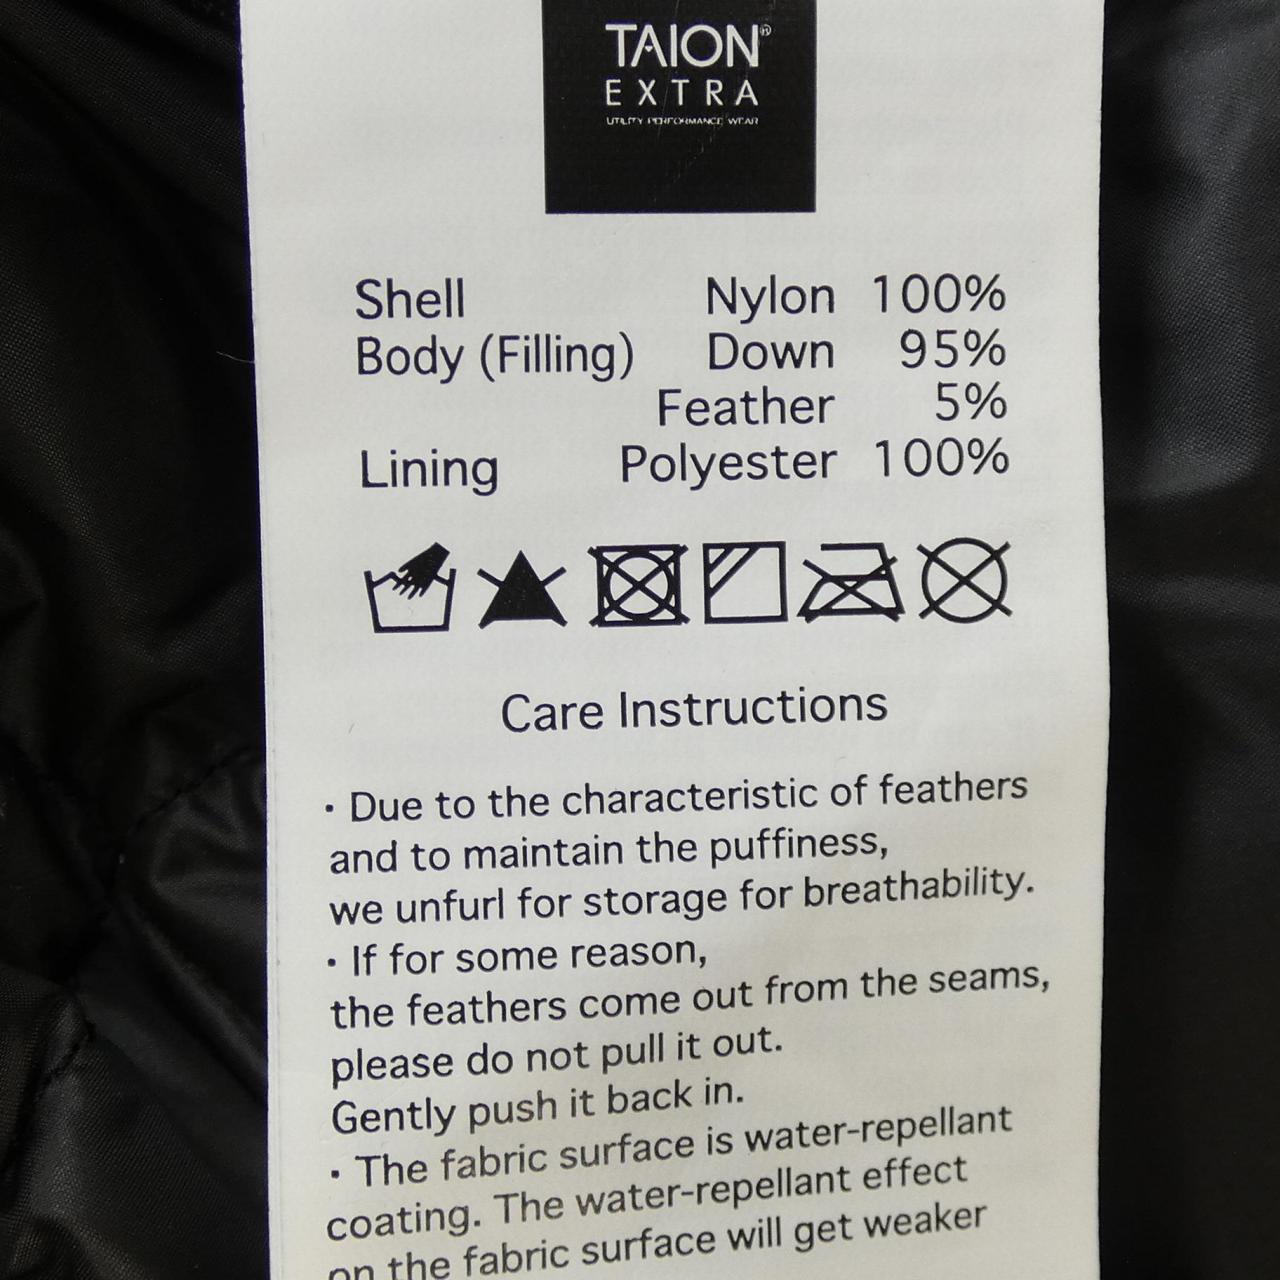 TAION®
EXTRA
UTILITY PERFORMANCE WEAR
Shell Nylon 100%
Body (Filling) Down 95%
Feather 5%
Lining Polyester 100%
Care Instructions
· Due to the characteristic of feathers
and to maintain the puffiness,
we unfurl for storage for breathability.
· If for some reason,
the feathers come out from the seams,
please do not pull it out.
Gently push it back in.
· The fabric surface is water-repellant
coating. The water-repellant effect
on the fabric surface will get weaker